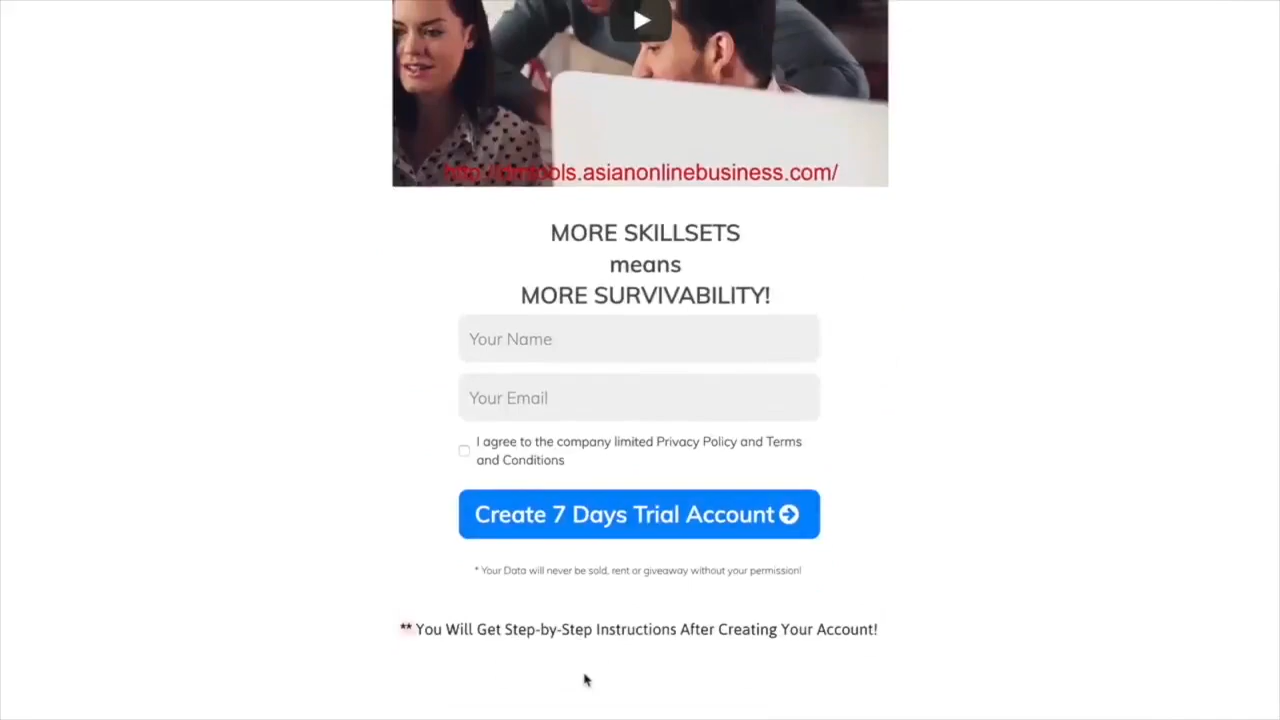 asianonlinebusiness.com/
MORE SKILLSETS
means
MORE SURVIVABILITY!
Your Name
Your Email
I agree to the company limited Privacy Policy and Terms
and Conditions
Create 7 Days Trial Account
* Your Data will never be sold, rent or giveaway without your permission!
** You Will Get Step-by-Step Instructions After Creating Your Account!